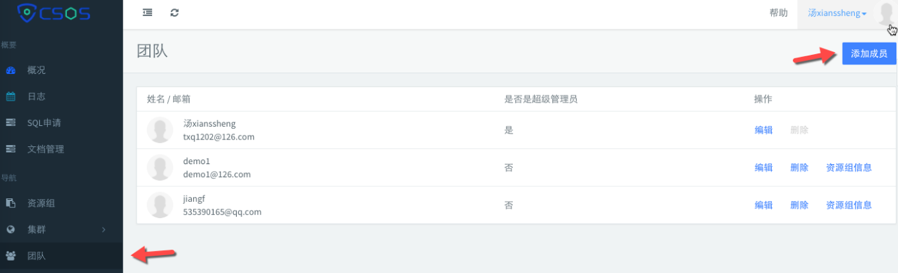 CSOS
帮助
汤xianssheng
概要
概况
日志
SQL申请
文档管理
导航
资源组
集群
团队
团队
添加成员
姓名 / 邮箱 是否是超级管理员 操作
汤xianssheng
txq1202@126.com
是 编辑 删除
demo1
demo1@126.com
否 编辑 删除 资源组信息
jiangf
535390165@qq.com
否 编辑 删除 资源组信息